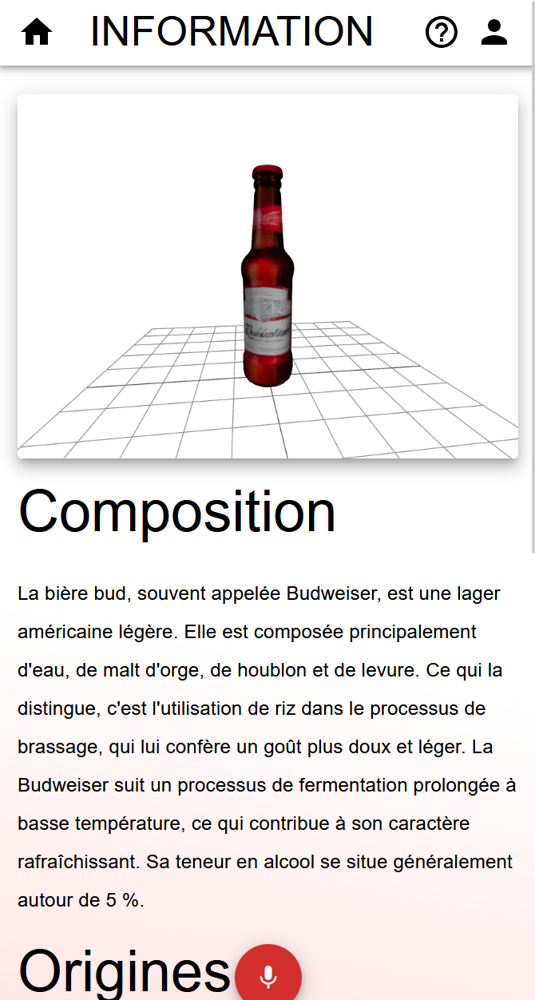 INFORMATION
Composition
La bière bud, souvent appelée Budweiser, est une lager
américaine légère. Elle est composée principalement
d'eau, de malt d'orge, de houblon et de levure. Ce qui la
distingue, c'est l'utilisation de riz dans le processus de
brassage, qui lui confère un goût plus doux et léger. La
Budweiser suit un processus de fermentation prolongée à
basse température, ce qui contribue à son caractère
rafraîchissant. Sa teneur en alcool se situe généralement
autour de 5 %.
Origines